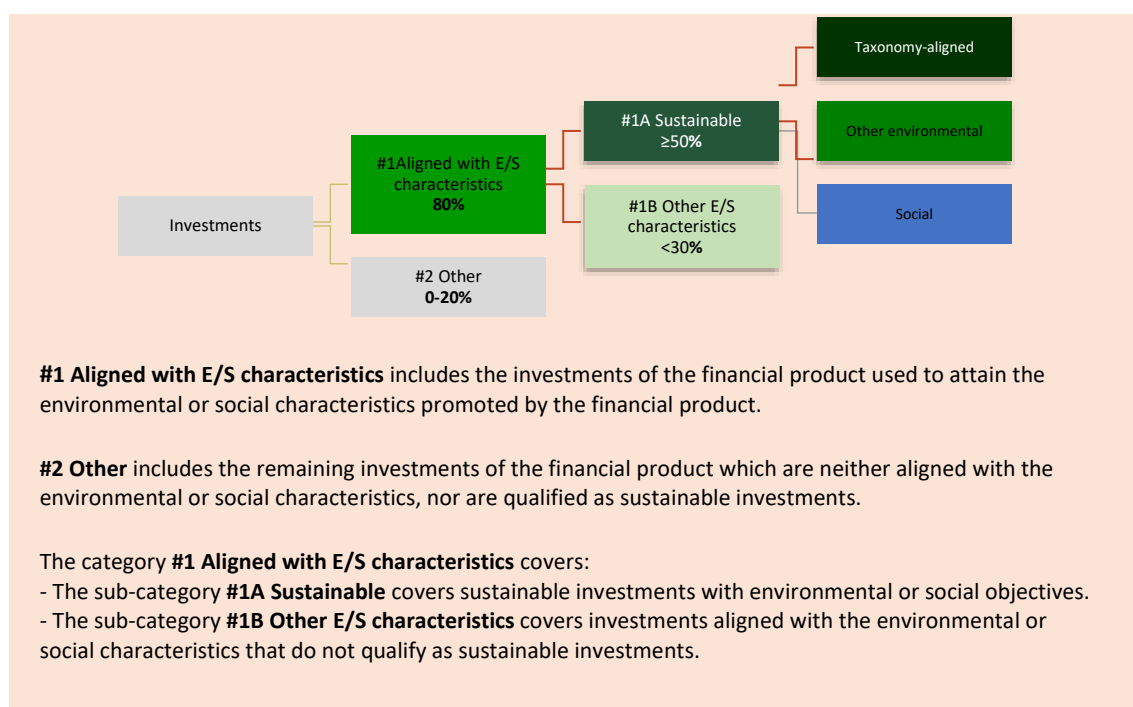 Taxonomy-aligned
#1A Sustainable
≥50%
Other environmental
#1Aligned with E/S
characteristics
80%
#1B Other E/S
characteristics
<30%
Social
Investments
#2 Other
0-20%
#1 Aligned with E/S characteristics includes the investments of the financial product used to attain the
environmental or social characteristics promoted by the financial product.
#2 Other includes the remaining investments of the financial product which are neither aligned with the
environmental or social characteristics, nor are qualified as sustainable investments.
The category #1 Aligned with E/S characteristics covers:
- The sub-category #1A Sustainable covers sustainable investments with environmental or social objectives.
- The sub-category #1B Other E/S characteristics covers investments aligned with the environmental or
social characteristics that do not qualify as sustainable investments.